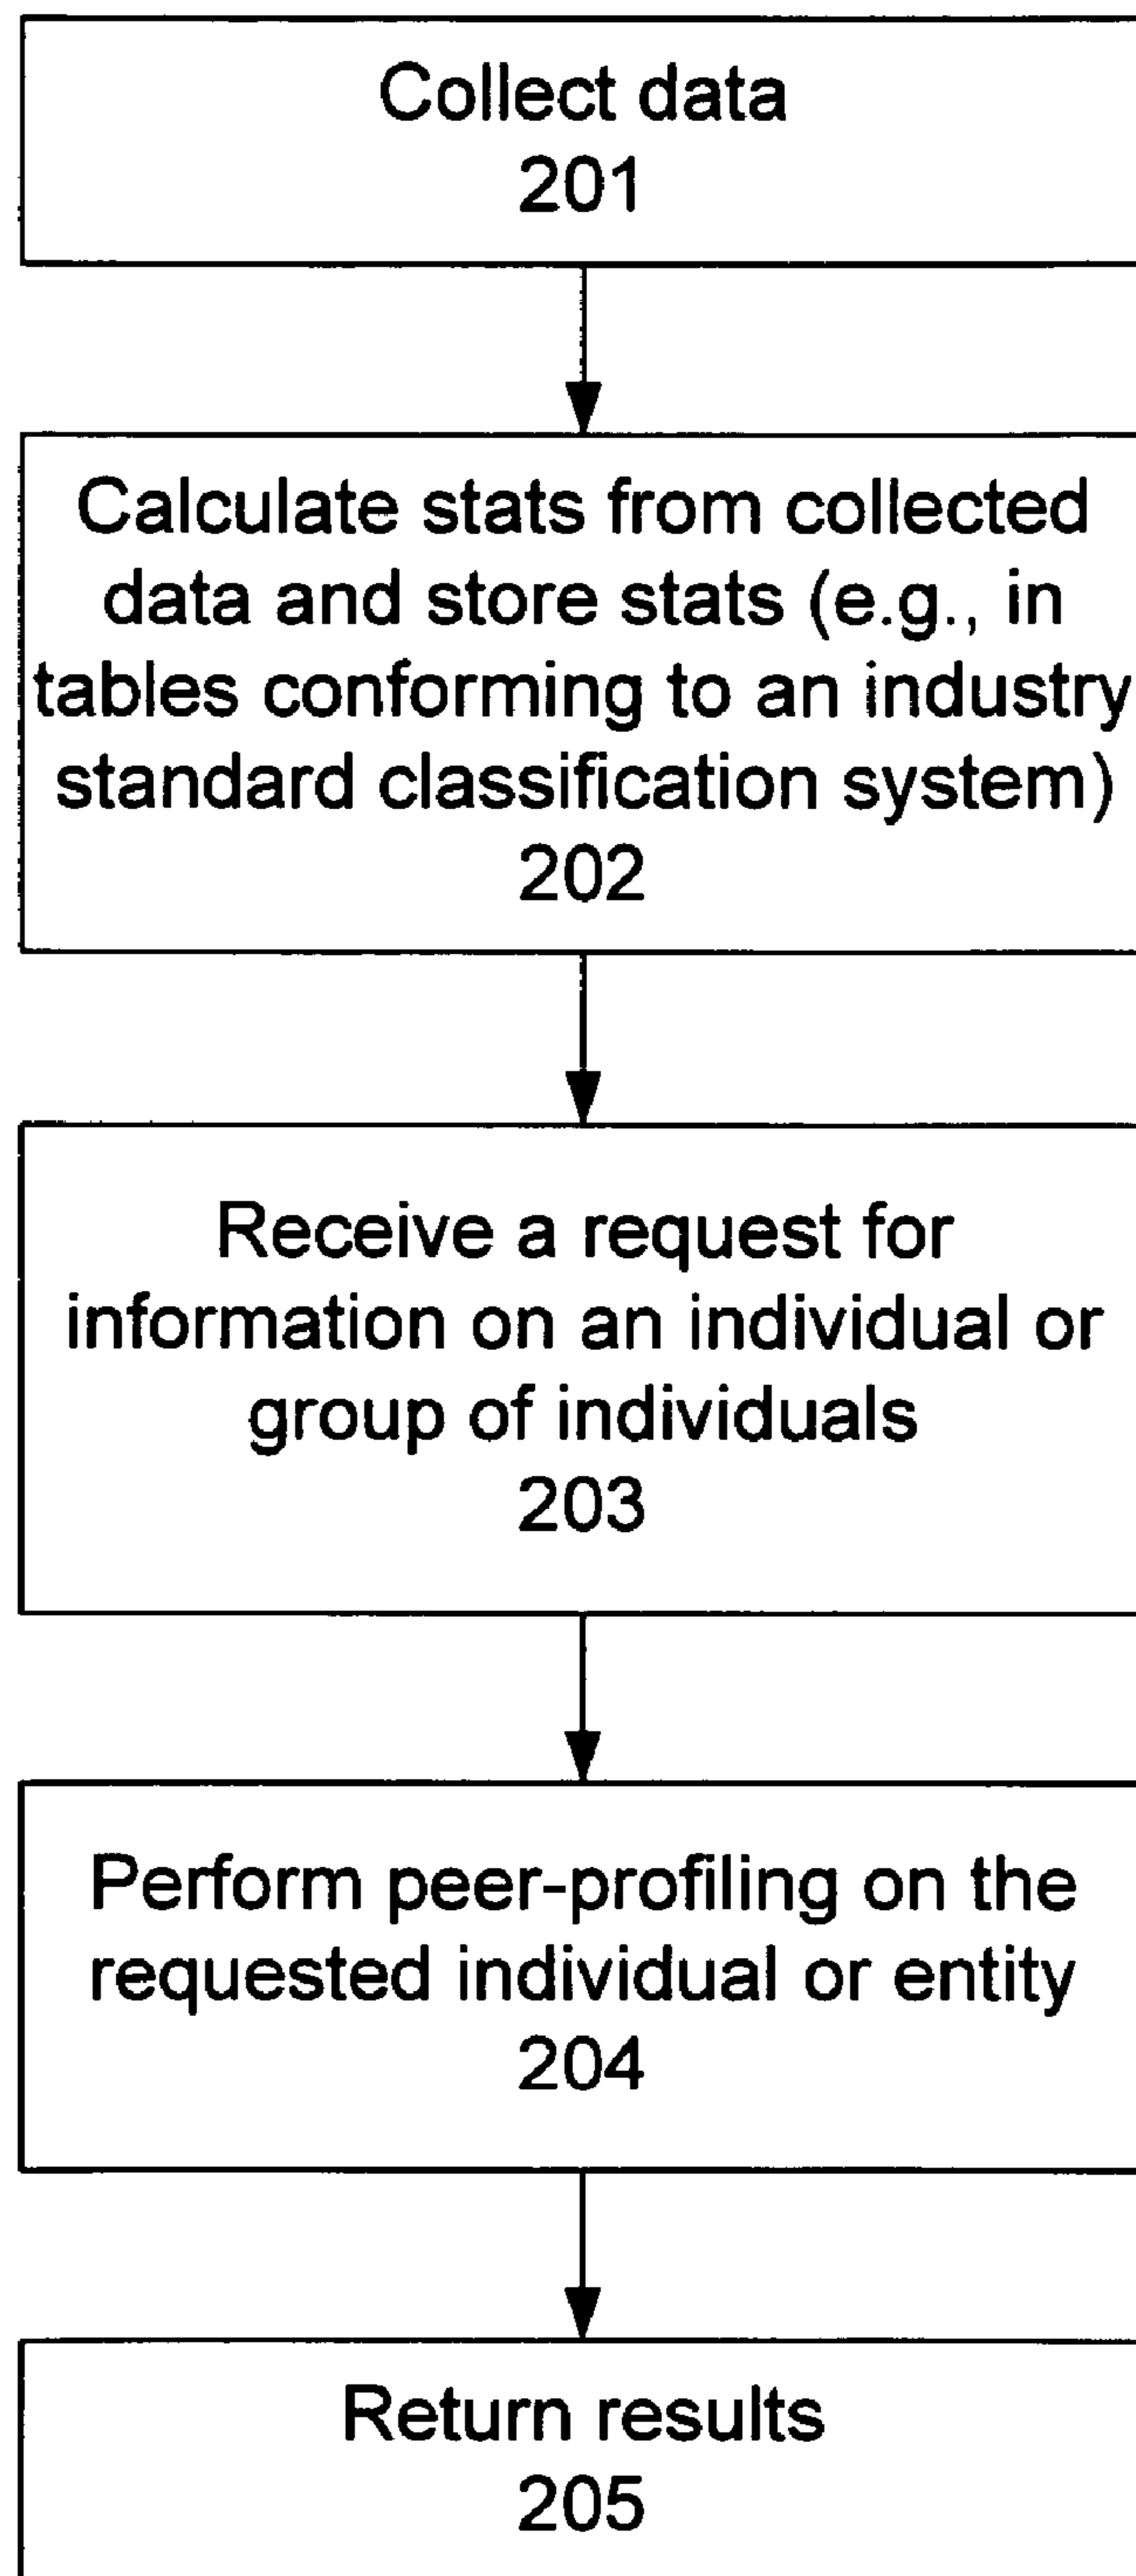 Collect data
201
Calculate stats from collected
data and store stats (e.g., in
tables conforming to an industry
standard classification system)
202
Receive a request for
information on an individual or
group of individuals
203
Perform peer-profiling on the
requested individual or entity
204
Return results
205